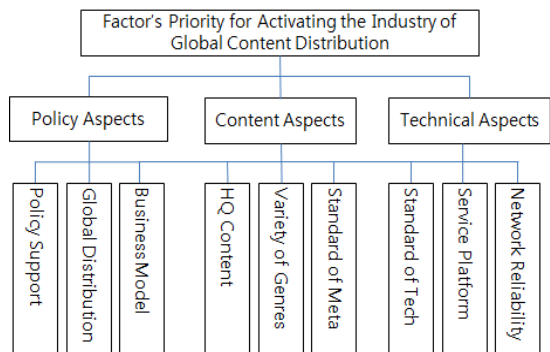 Factor's Priority for Activating the Industry of
Global Content Distribution
Policy Aspects
Content Aspects
Technical Aspects
Policy Support
Global Distribution
Business Model
HQ Content
Variety of Genres
Standard of Meta
Standard of Tech
Service Platform
Network Reliability